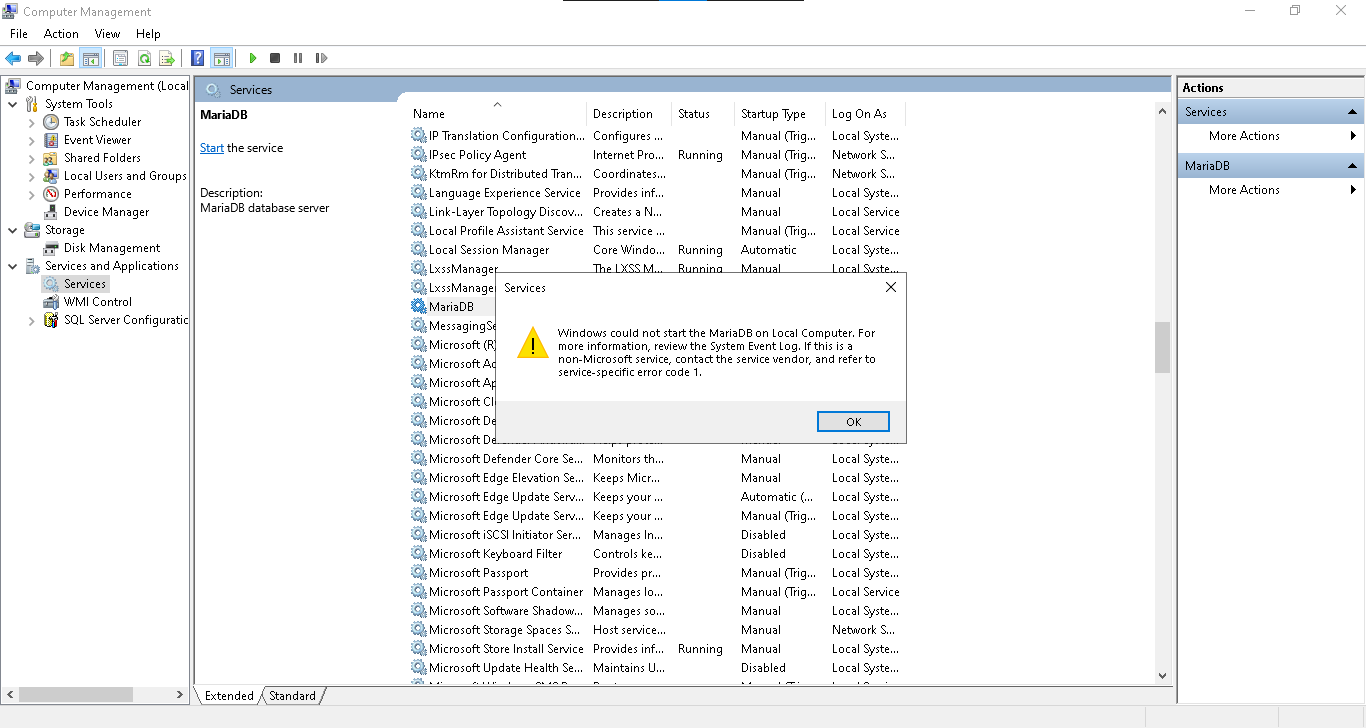 Computer Management
File Action View Help
Computer Management (Local
System Tools
Task Scheduler
Event Viewer
Shared Folders
Local Users and Groups
Performance
Device Manager
Storage
Disk Management
Services and Applications
Services
WMI Control
SQL Server Configuratic
Services
MariaDB
Start the service
Description:
MariaDB database server
Name Description Status Startup Type Log On As
IP Translation Configuration... Configures ... Manual (Trig... Local Syste...
IPsec Policy Agent Internet Pro... Running Manual (Trig... Network S...
KtmRm for Distributed Tran... Coordinates... Manual (Trig... Network S...
Language Experience Service Provides inf... Manual Local Syste...
Link-Layer Topology Discov... Creates a N... Manual Local Service
Local Profile Assistant Service This service ... Manual (Trig... Local Service
Local Session Manager Core Windo... Running Automatic Local Syste...
LxssManager The LXSS M... Running Manual Local Syste...
LxssManage
MariaDB
MessagingSe
Microsoft (R)
Microsoft Ac
Microsoft Ap
Microsoft Cl
Microsoft De
Microsoft Defender Core Se... Monitors th... Manual Local Syste...
Microsoft Edge Elevation Se... Keeps Micr... Manual Local Syste...
Microsoft Edge Update Serv... Keeps your ... Automatic (... Local Syste...
Microsoft Edge Update Serv... Keeps your ... Manual (Trig... Local Syste...
Microsoft iSCSI Initiator Ser... Manages In... Disabled Local Syste...
Microsoft Keyboard Filter Controls ke... Disabled Local Syste...
Microsoft Passport Provides pr... Manual (Trig... Local Syste...
Microsoft Passport Container Manages lo... Manual (Trig... Local Service
Microsoft Software Shadow... Manages so... Manual Local Syste...
Microsoft Storage Spaces S... Host service... Manual Network S...
Microsoft Store Install Service Provides inf... Running Manual Local Syste...
Microsoft Update Health Se... Maintains U... Disabled Local Syste...
Services
Windows could not start the MariaDB on Local Computer. For
more information, review the System Event Log. If this is a
non-Microsoft service, contact the service vendor, and refer to
service-specific error code 1.
OK
Extended Standard
Actions
Services
More Actions
MariaDB
More Actions